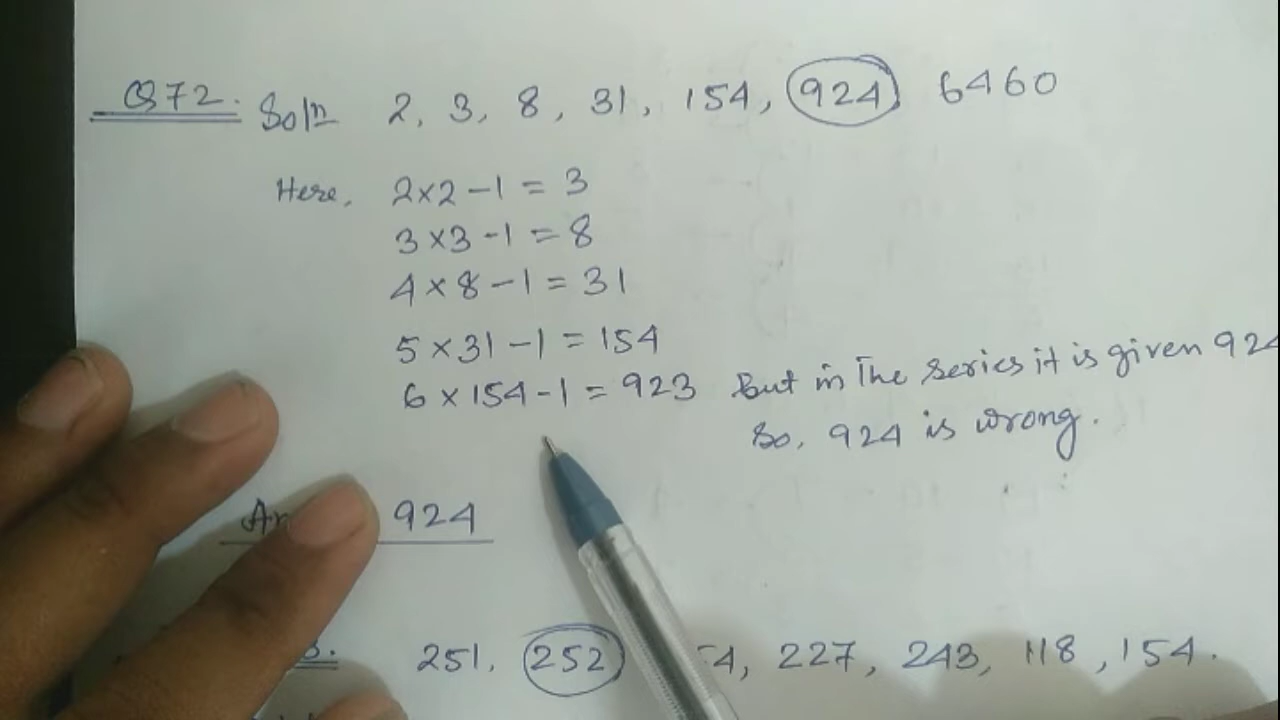 Q72. Soln 2, 3, 8, 31, 154, 924, 6460
Here, 2×2-1 = 3
3×3-1 = 8
4×8-1 = 31
5×31-1 = 154
6×154-1 = 923 But in The series it is given 924
So, 924 is wrong.
924
251, 252 227, 243, 118, 154.